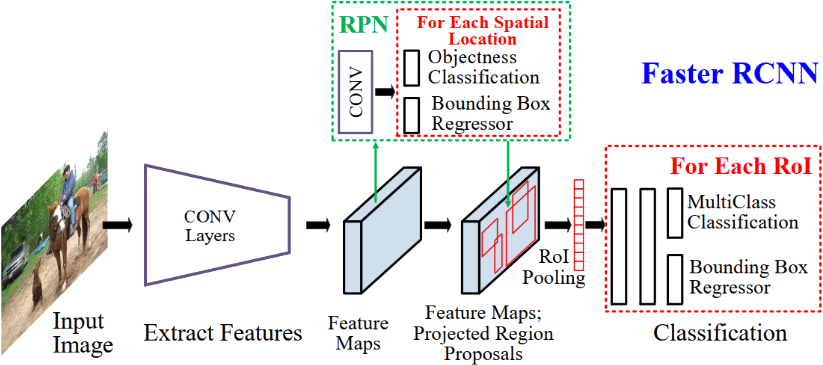 RPN
For Each Spatial
Location
CONV
Objectness
Classification
Bounding Box
Regressor
Faster RCNN
CONV
Layers
For Each RoI
MultiClass
Classification
Bounding Box
Regressor
RoI
Pooling
Input
Image
Extract Features
Feature
Maps
Feature Maps;
Projected Region
Proposals
Classification